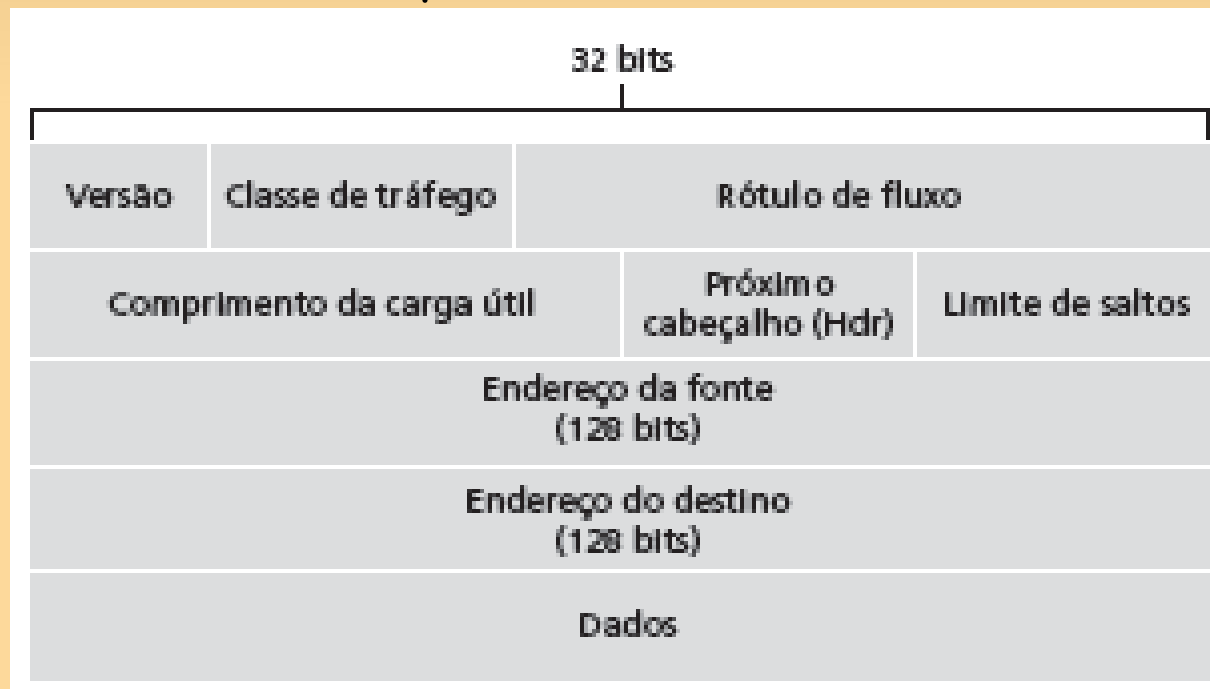 32 bits
Versão
Classe de tráfego
Rótulo de fluxo
Comprimento da carga útil
Próximo
cabeçalho (Hdr)
Limite de saltos
Endereço da fonte
(128 bits)
Endereço do destino
(128 bits)
Dados